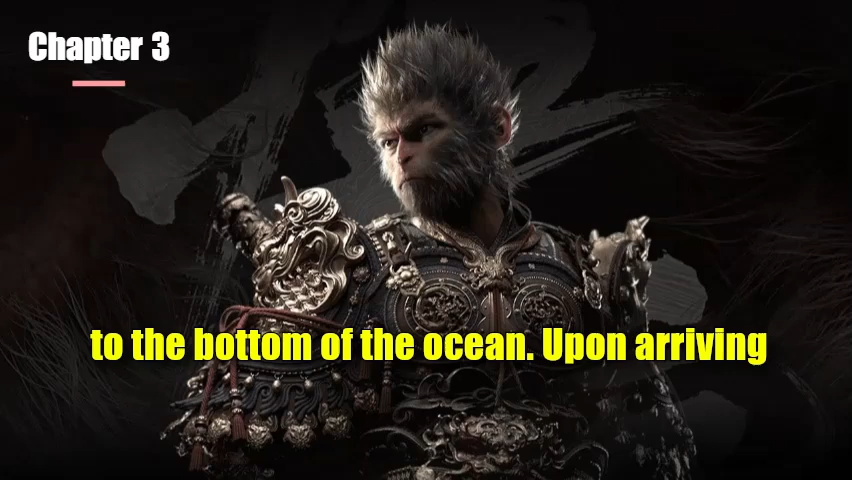 Chapter 3
to the bottom of the ocean. Upon arriving